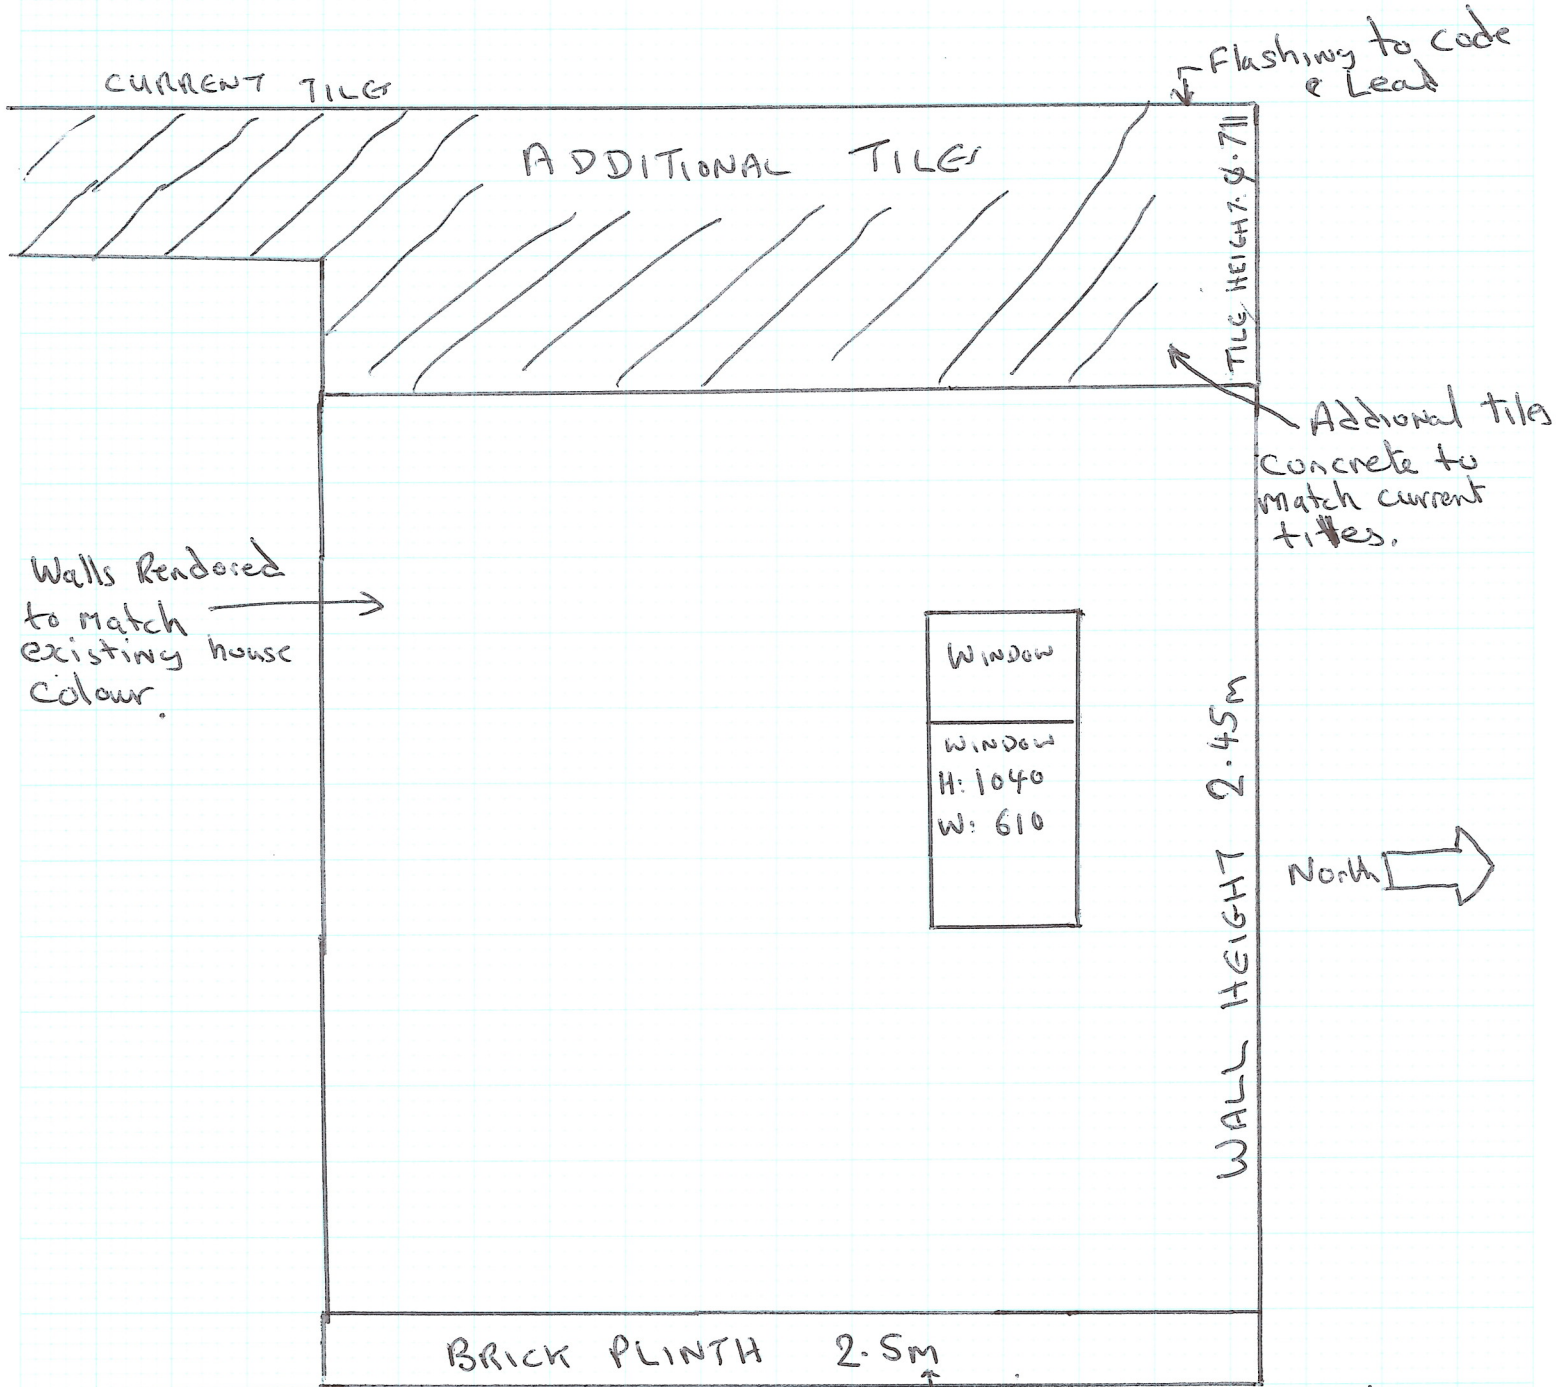 Flashing to code
4 Lead
CURRENT TILE
ADDITIONAL TILES
TILE HEIGHT: 0.711
Addional tiles
concrete to
match current
tiles.
Walls Rendered
to match
existing house
colour.
WINDOW
WINDOW
H: 1040
W: 610
WALL HEIGHT 2.45m
North
BRICK PLINTH 2.5m